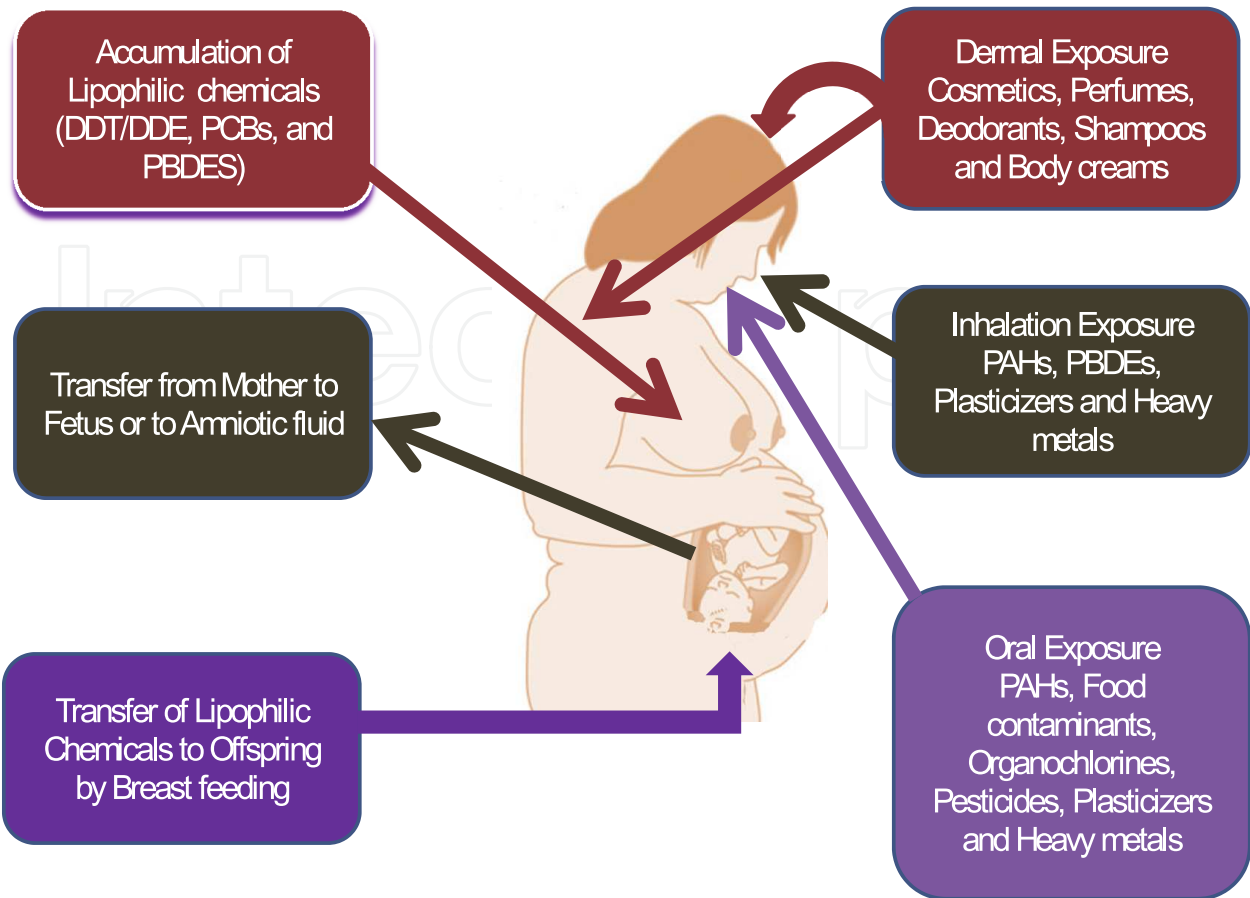 Accumulation of
Lipophilic chemicals
(DDT/DDE, PCBs, and
PBDES)
Dermal Exposure
Cosmetics, Perfumes,
Deodorants, Shampoos
and Body creams
Transfer from Mother to
Fetus or to Amniotic fluid
Inhalation Exposure
PAHs, PBDEs,
Plasticizers and Heavy
metals
Transfer of Lipophilic
Chemicals to Offspring
by Breast feeding
Oral Exposure
PAHs, Food
contaminants,
Organochlorines,
Pesticides, Plasticizers
and Heavy metals